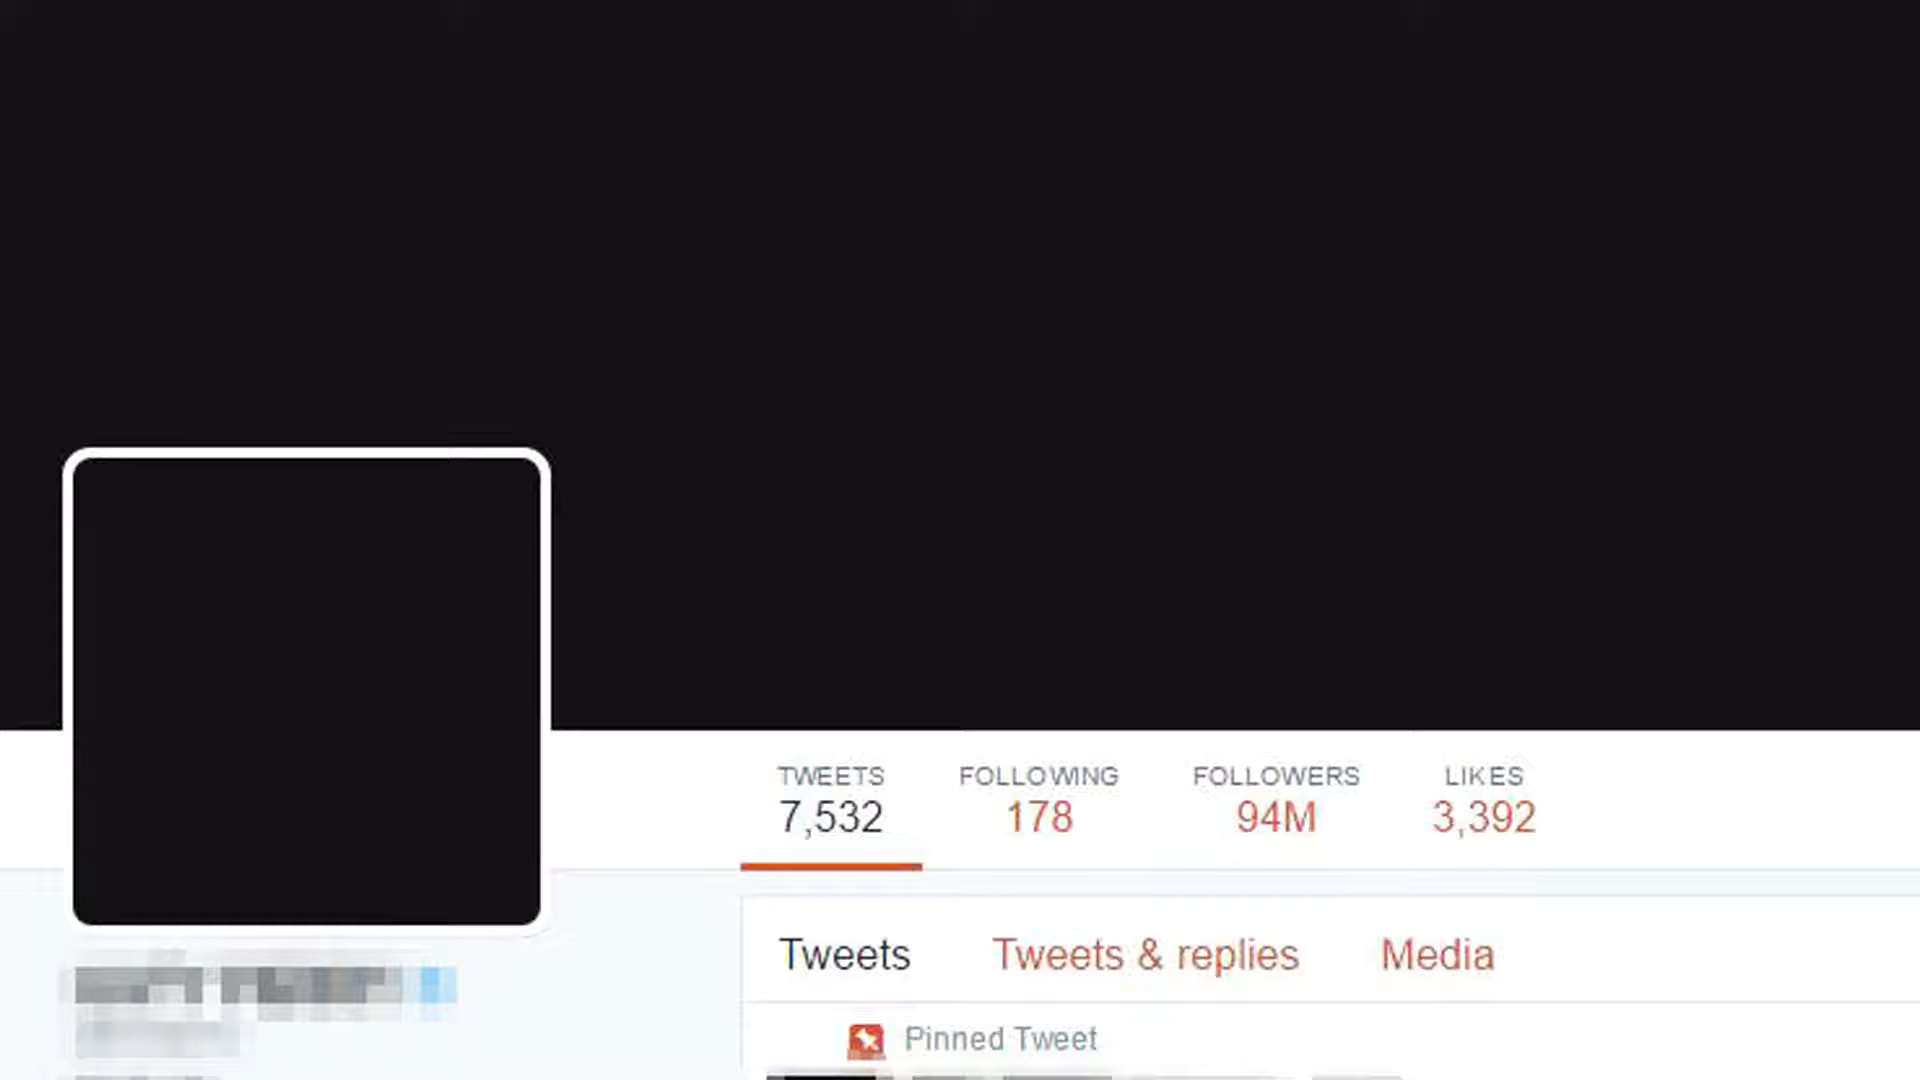 TWEETS FOLLOWING FOLLOWERS LIKES
7,532 178 94M 3,392
Tweets Tweets & replies Media
Pinned Tweet